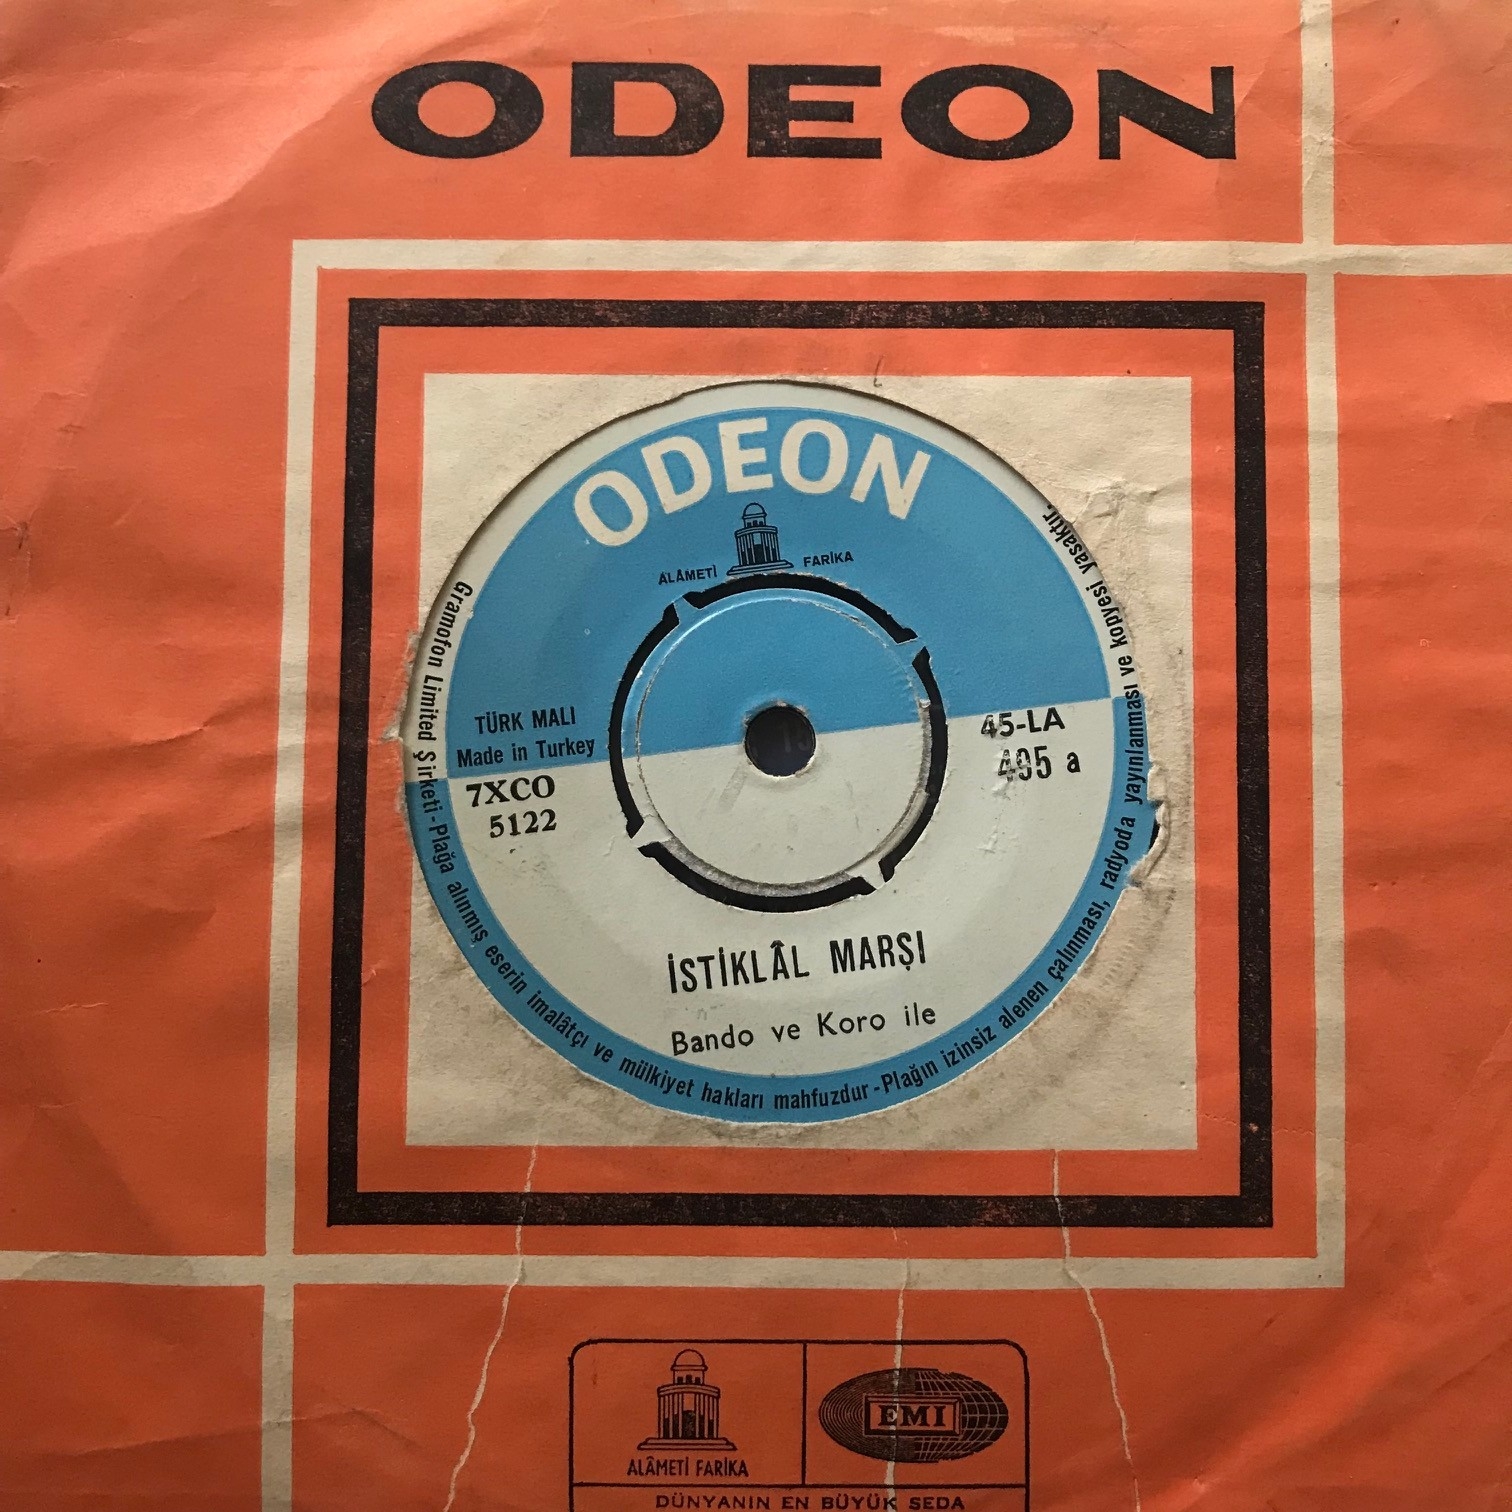 ODEON
ODEON
ALÂMETİ FARİKA
TÜRK MALI
Made in Turkey
7XCO
5122
45-LA
495 a
İSTİKLÂL MARŞI
Bando ve Koro ile
Gramofon Limited Şirketi - Plağa alınmış eserin imalâtçı ve mülkiyet hakları mahfuzdur - Plağın izinsiz alenen çalınması, radyoda yayınlanması ve kopyesi yasaktır.
ALÂMETİ FARİKA
EMI
DÜNYANIN EN BÜYÜK SEDA